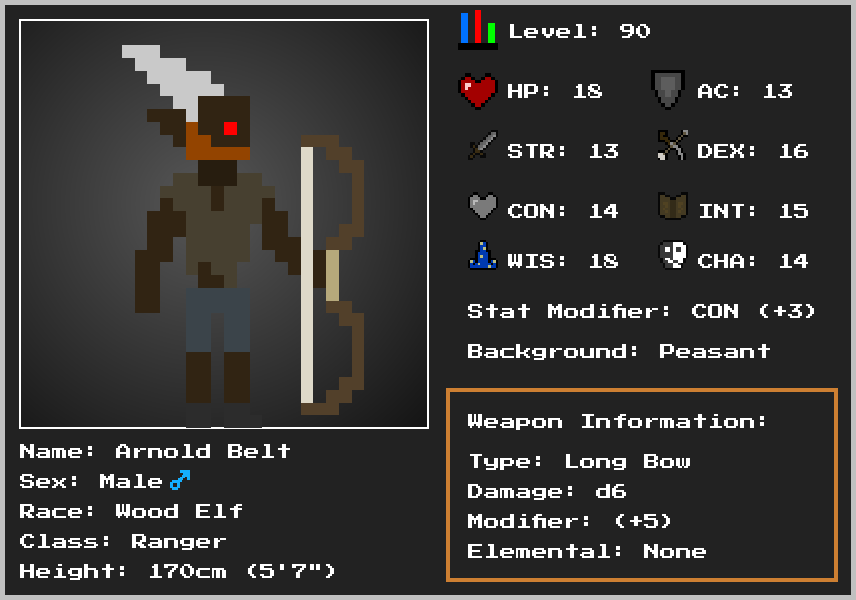 Level: 90
HP: 18 AC: 13
STR: 13 DEX: 16
CON: 14 INT: 15
WIS: 18 CHA: 14
Stat Modifier: CON (+3)
Background: Peasant
Weapon Information:
Type: Long Bow
Damage: d6
Modifier: (+5)
Elemental: None
Name: Arnold Belt
Sex: Male♂
Race: Wood Elf
Class: Ranger
Height: 170cm (5'7")